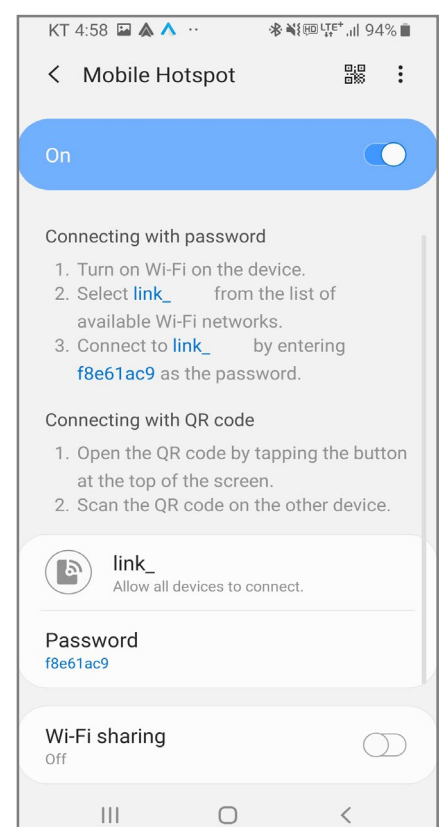 KT 4:58 HD LTE+ 94%
Mobile Hotspot
On
Connecting with password
1. Turn on Wi-Fi on the device.
2. Select link_ from the list of
available Wi-Fi networks.
3. Connect to link_ by entering
f8e61ac9 as the password.
Connecting with QR code
1. Open the QR code by tapping the button
at the top of the screen.
2. Scan the QR code on the other device.
link_
Allow all devices to connect.
Password
f8e61ac9
Wi-Fi sharing
Off